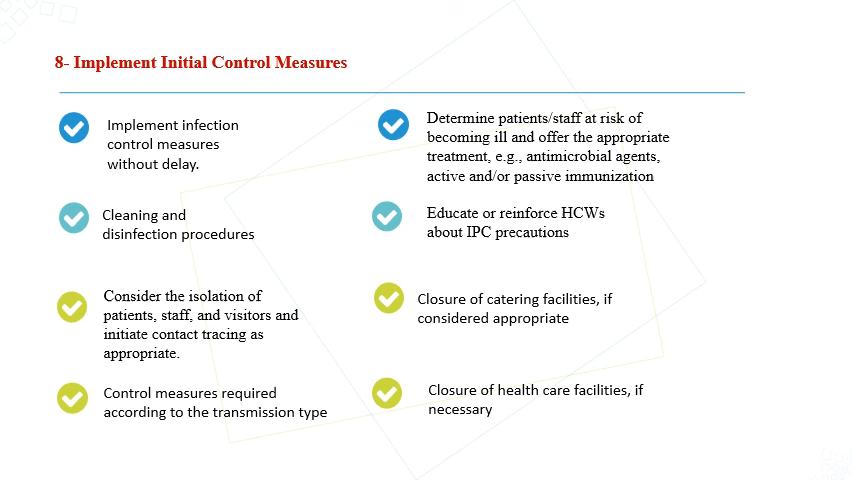 8- Implement Initial Control Measures
Implement infection
control measures
without delay.
Cleaning and
disinfection procedures
Consider the isolation of
patients, staff, and visitors and
initiate contact tracing as
appropriate.
Control measures required
according to the transmission type
Determine patients/staff at risk of
becoming ill and offer the appropriate
treatment, e.g., antimicrobial agents,
active and/or passive immunization
Educate or reinforce HCWs
about IPC precautions
Closure of catering facilities, if
considered appropriate
Closure of health care facilities, if
necessary